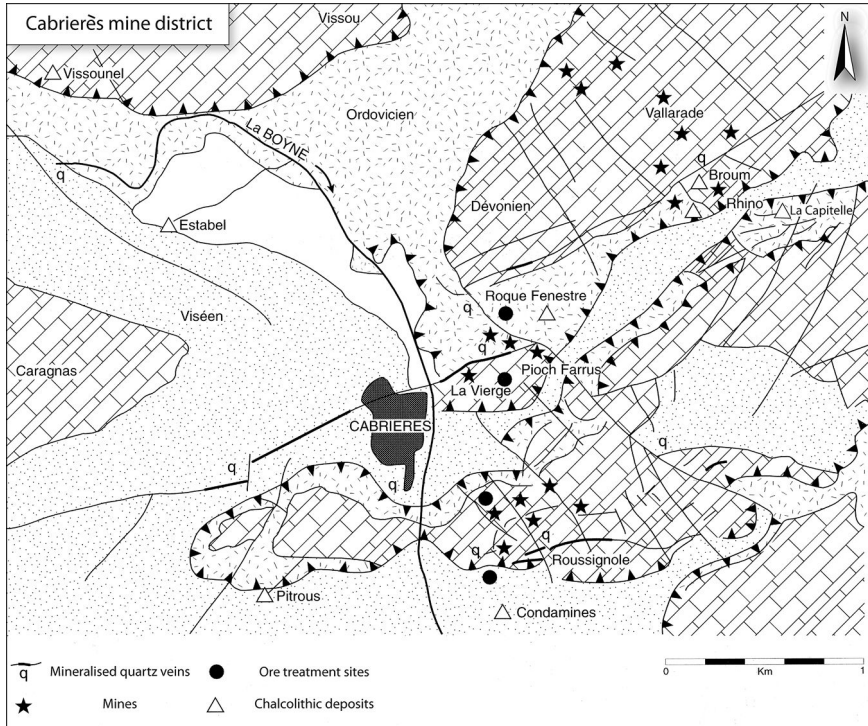 Cabrierès mine district
Vissou
N
Vissounel
Ordovicien
Vallarade
La BOYNE
q
q
Broum
Rhino
La Capitelle
Dévonien
Estabel
q
Roque Fenestre
Viséen
q
Pioch Farrus
Caragnas
La Vierge
CABRIERES
q
q
q
q
Roussignole
Pitrous
Condamines
q
Mineralised quartz veins
Ore treatment sites
0
Km
1
Mines
Chalcolithic deposits